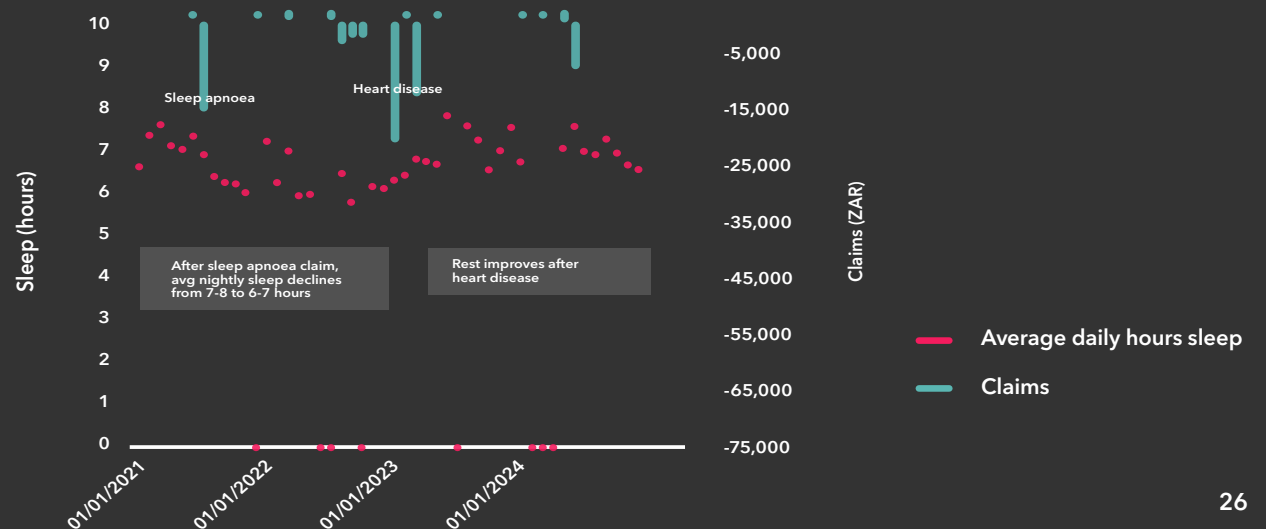 Sleep (hours)
10
9
8
7
6
5
4
3
2
1
0
Sleep apnoea
Heart disease
After sleep apnoea claim,
avg nightly sleep declines
from 7-8 to 6-7 hours
Rest improves after
heart disease
01/01/2021
01/01/2022
01/01/2023
01/01/2024
-5,000
-15,000
-25,000
-35,000
-45,000
-55,000
-65,000
-75,000
Claims (ZAR)
Average daily hours sleep
Claims
26